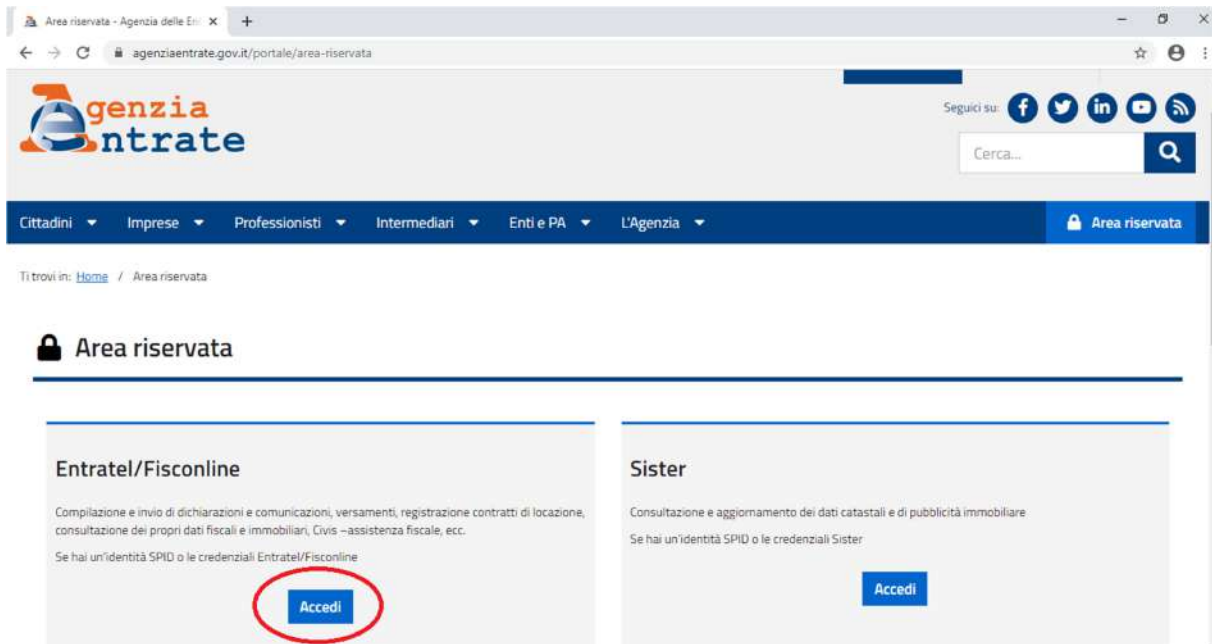 Area riservata - Agenzia delle En
agenziaentrate.gov.it/portale/area-riservata
Agenzia
Entrate
Seguici su:
Cerca...
Cittadini Imprese Professionisti Intermediari Enti e PA L'Agenzia Area riservata
Ti trovi in: Home / Area riservata
Area riservata
Entratel/Fisconline
Compilazione e invio di dichiarazioni e comunicazioni, versamenti, registrazione contratti di locazione,
consultazione dei propri dati fiscali e immobiliari, Civis –assistenza fiscale, ecc.
Se hai un'identità SPID o le credenziali Entratel/Fisconline
Accedi
Sister
Consultazione e aggiornamento dei dati catastali e di pubblicità immobiliare
Se hai un'identità SPID o le credenziali Sister
Accedi